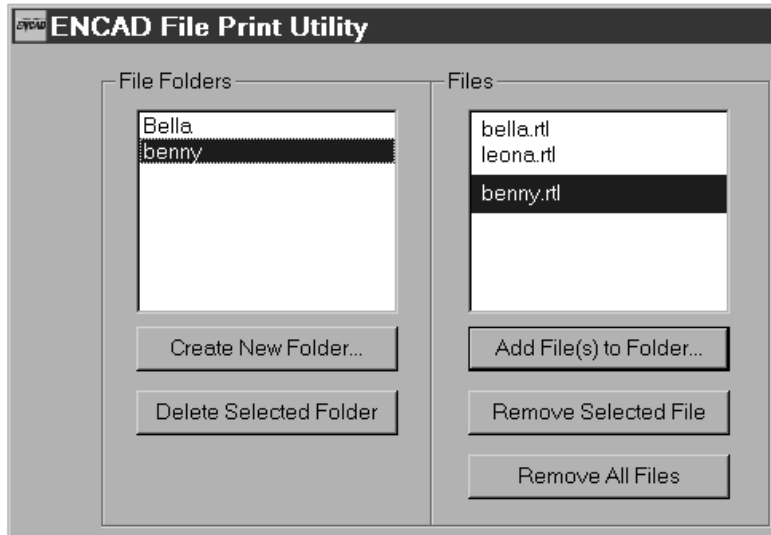 ENCAD ENCAD File Print Utility
File Folders
Bella
benny
Create New Folder...
Delete Selected Folder
Files
bella.rtl
leona.rtl
benny.rtl
Add File(s) to Folder...
Remove Selected File
Remove All Files